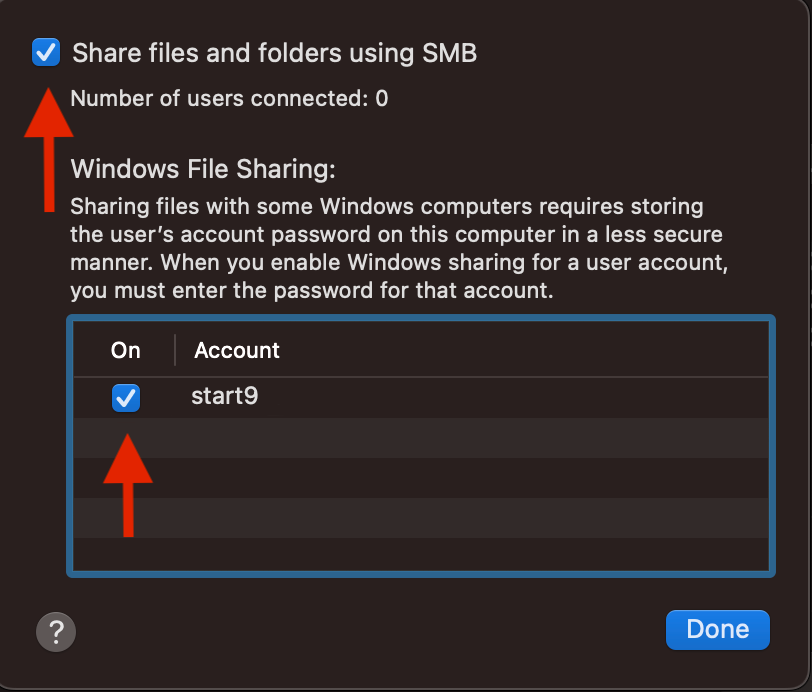 Share files and folders using SMB
Number of users connected: 0
Windows File Sharing:
Sharing files with some Windows computers requires storing
the user’s account password on this computer in a less secure
manner. When you enable Windows sharing for a user account,
you must enter the password for that account.
On Account
start9
? Done